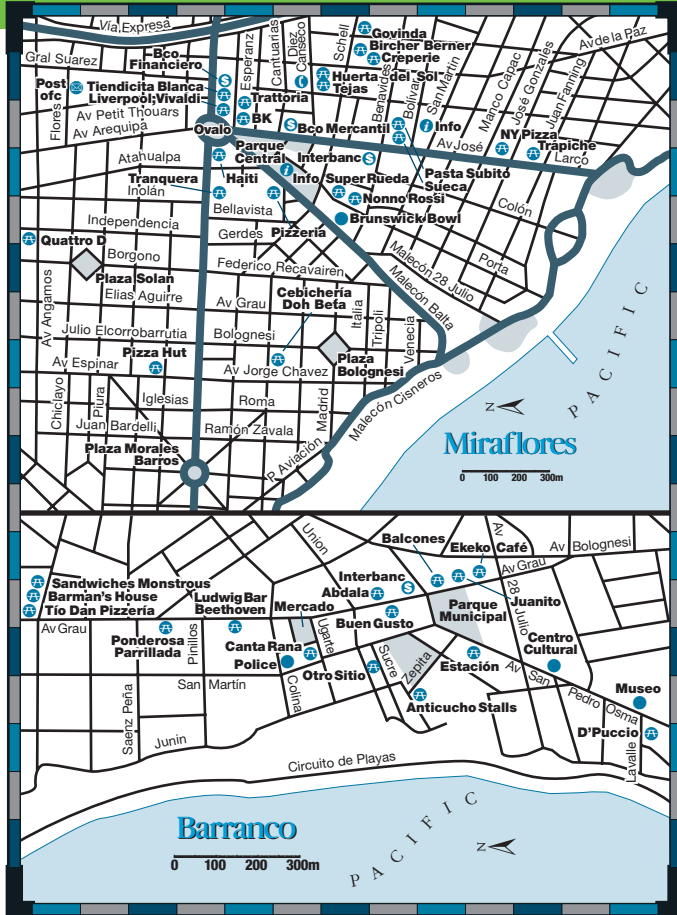 Vía Expresa
Gral Suarez
Bco
Financiero
Esperanz
Cantuarias
Diez
Canseco
Schell
Govinda
Bircher Berner
Creperie
Av de la Paz
Post
ofc
Flores
Tiendicita Blanca
Liverpool;Vivaldi
Trattoria
BK
Huerta del Sol
Tejas
Benavides
Bolívar
San Martín
Manco Capac
José Gonzales
Juan Fanning
Av Petit Thouars
Av Arequipa
Ovalo
Bco Mercantil
Info
NY Pizza
Trapiche
Av José
Larco
Atahualpa
Parque
Central
Interbanc
Pasta Subito
Sueca
Tranquera
Haiti
Info
Super Rueda
Inolán
Nonno Rossi
Bellavista
Brunswick Bowl
Colón
Independencia
Gerdes
Pizzería
Quattro D
Borgono
Federico Recavairen
Malecón 28 Julio
Porta
Plaza Solan
Elias Aguirre
Cebichería
Doh Beta
Malecón Balta
Av Angamos
Av Grau
Italia
Tripoli
Venecia
Julio Elcorrobarrutia
Bolognesi
Pizza Hut
Av Espinar
Av Jorge Chavez
Plaza
Bolognesi
Chiclayo
Piura
Iglesias
Roma
Madrid
Malecón Cisneros
Juan Bardelli
Ramón Zavala
Plaza Morales
Barros
P. Aviación
PACIFIC
N
Miraflores
0 100 200 300m
Union
Balcones
Ekeko Café
Av
28 Julio
Av Bolognesi
Av Grau
Sandwiches Monstruos
Barman's House
Tío Dan Pizzería
Ludwig Bar
Beethoven
Interbanc
Abdala
Mercado
Buen Gusto
Parque
Municipal
Juanito
Av Grau
Ponderosa
Parrillada
Pinillos
Canta Rana
Police
Ugarte
Centro
Cultural
Otro Sitio
Sucre
Zepita
Estación
Av San Pedro Osma
San Martín
Colina
Saenz Peña
Anticucho Stalls
Museo
D'Puccio
Lavalle
Junin
Circuito de Playas
Barranco
PACIFIC
N
0 100 200 300m